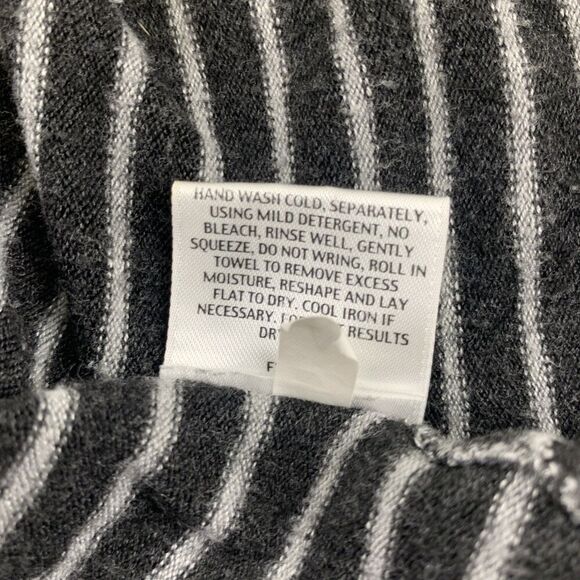 HAND WASH COLD, SEPARATELY,
USING MILD DETERGENT, NO
BLEACH, RINSE WELL, GENTLY
SQUEEZE, DO NOT WRING, ROLL IN
TOWEL TO REMOVE EXCESS
MOISTURE, RESHAPE AND LAY
FLAT TO DRY. COOL IRON IF
NECESSARY. RESULTS